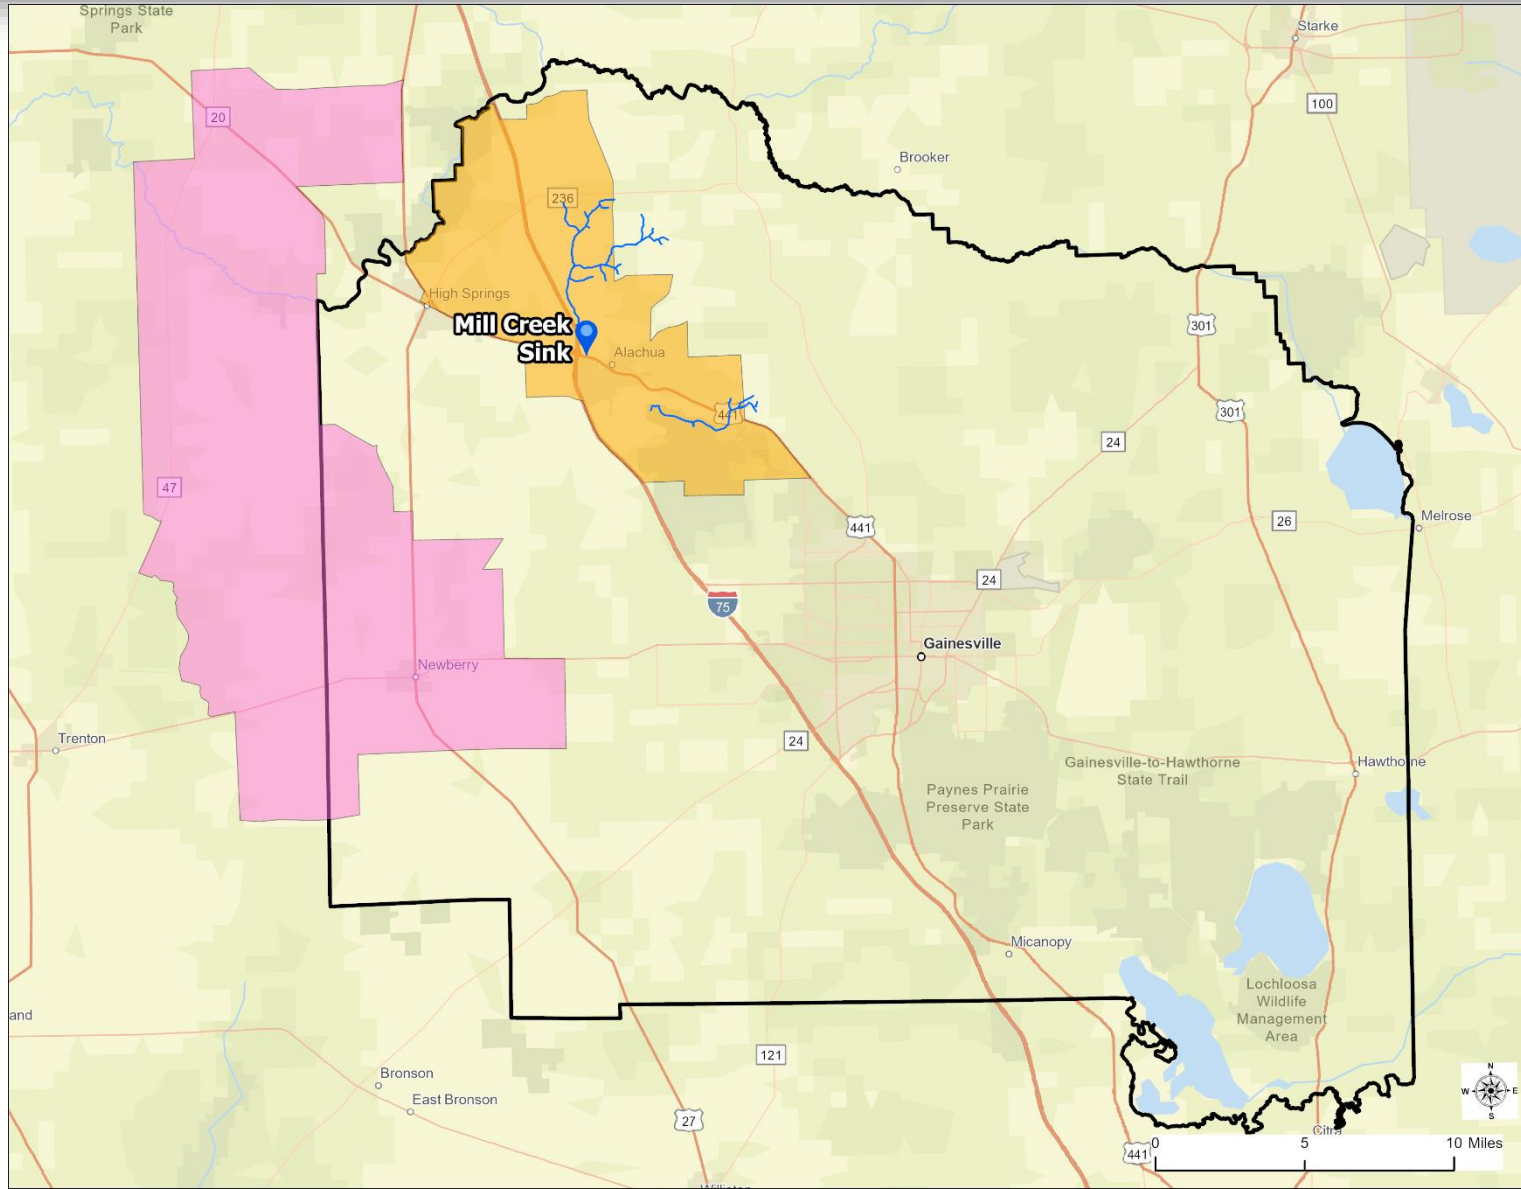 Springs State
Park
Starke
20
100
Brooker
236
High Springs
301
Mill Creek
Sink
Alachua
441
301
24
47
26
Melrose
441
24
75
Gainesville
Newberry
Trenton
24
Gainesville-to-Hawthorne
State Trail
Hawthorne
Paynes Prairie
Preserve State
Park
Micanopy
Lochloosa
Wildlife
Management
Area
and
121
Bronson
East Bronson
27
N
W
E
S
Citra
0
5
10 Miles
441
Williston